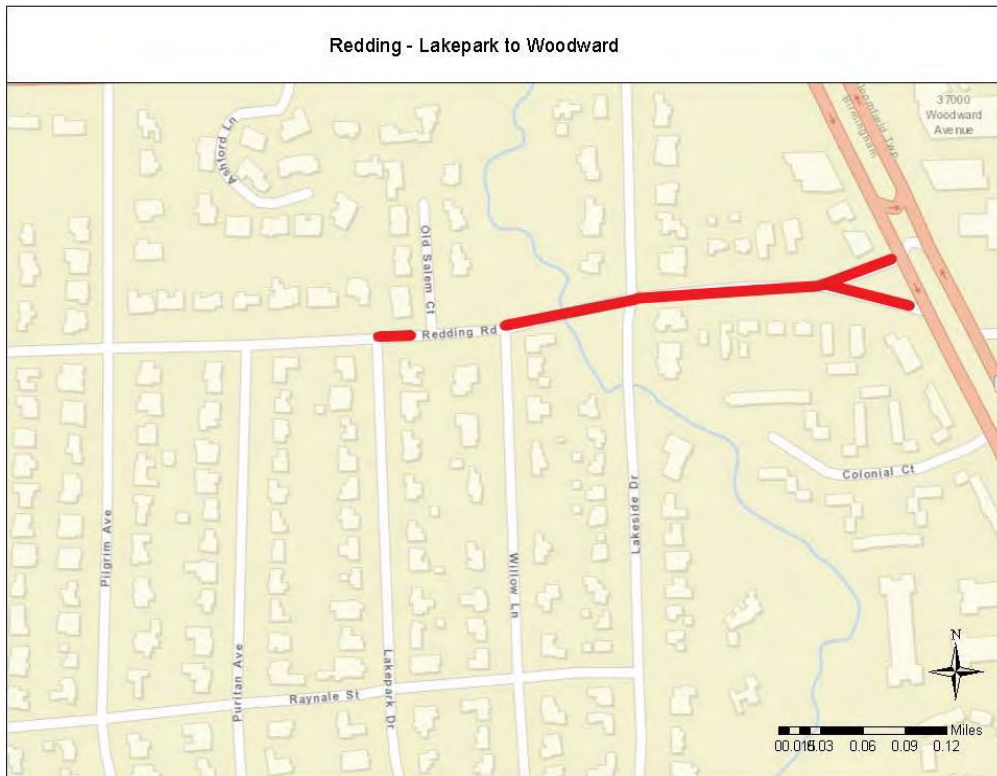 Redding - Lakepark to Woodward
Ashford Ln
Bloomfield Twp
Birmingham
37000
Woodward
Avenue
Old Salem Ct
Redding Rd
Colonial Ct
Pilgrim Ave
Lakeside Dr
Willow Ln
Puritan Ave
Lakepark Dr
Raynale St
N
Miles
0.03 0.06 0.09 0.12